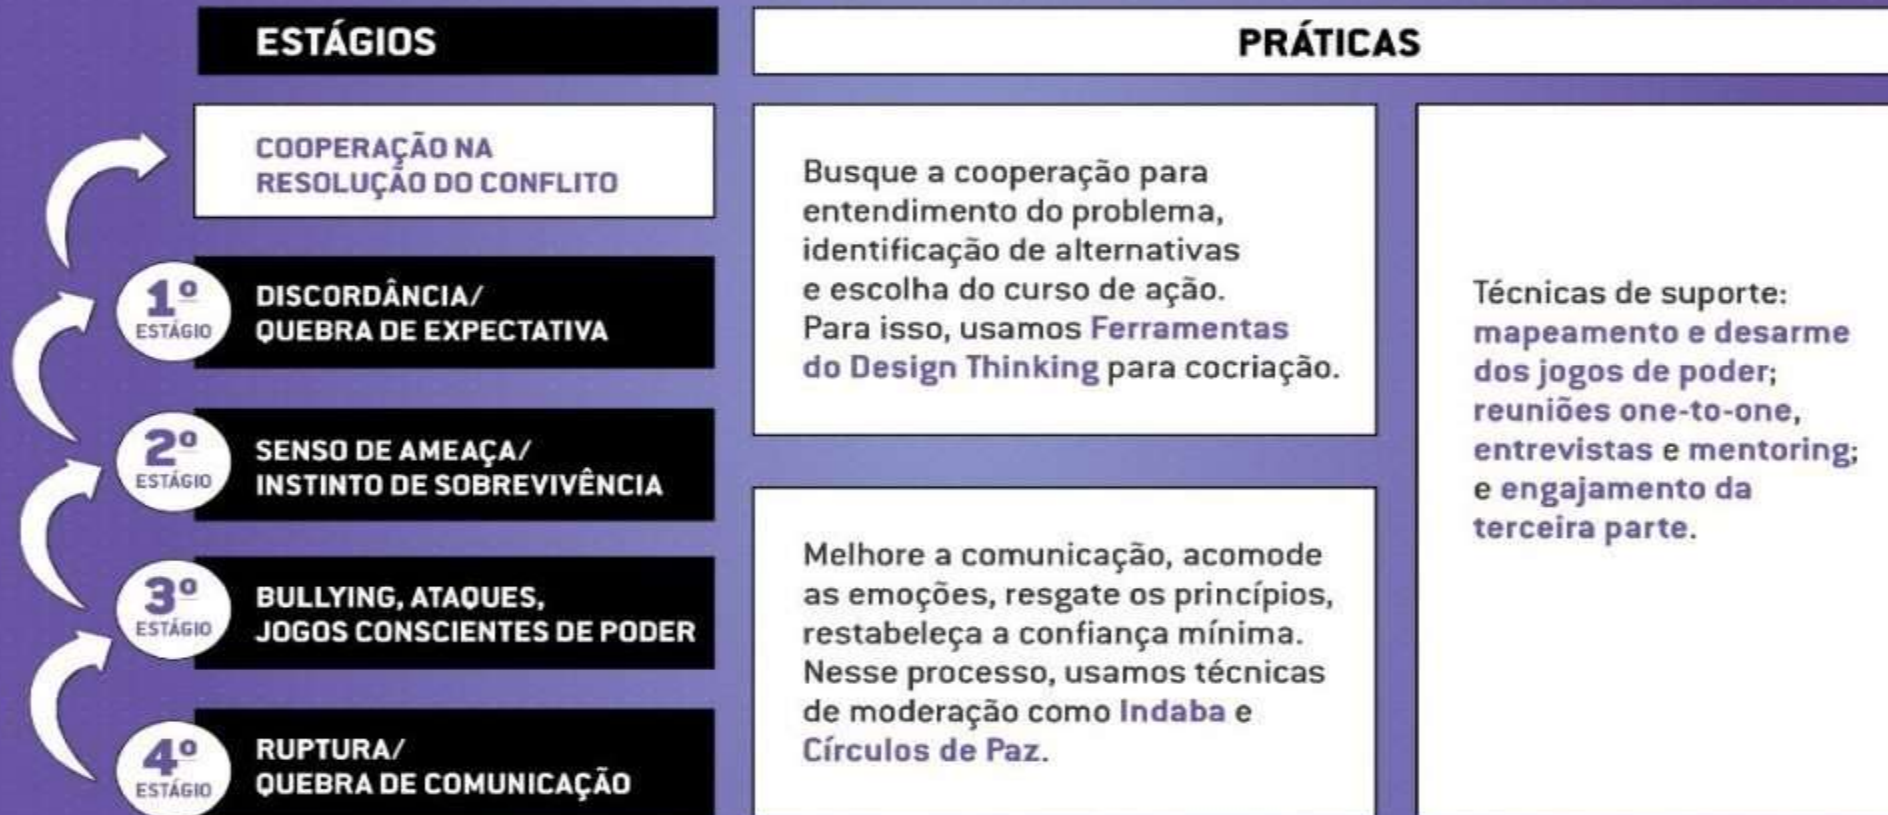 ESTÁGIOS
PRÁTICAS
COOPERAÇÃO NA
RESOLUÇÃO DO CONFLITO
1º
ESTÁGIO
DISCORDÂNCIA/
QUEBRA DE EXPECTATIVA
2º
ESTÁGIO
SENSO DE AMEAÇA/
INSTINTO DE SOBREVIVÊNCIA
3º
ESTÁGIO
BULLYING, ATAQUES,
JOGOS CONSCIENTES DE PODER
4º
ESTÁGIO
RUPTURA/
QUEBRA DE COMUNICAÇÃO
Busque a cooperação para
entendimento do problema,
identificação de alternativas
e escolha do curso de ação.
Para isso, usamos Ferramentas
do Design Thinking para cocriação.
Melhore a comunicação, acomode
as emoções, resgate os princípios,
restabeleça a confiança mínima.
Nesse processo, usamos técnicas
de moderação como Indaba e
Círculos de Paz.
Técnicas de suporte:
mapeamento e desarme
dos jogos de poder;
reuniões one-to-one,
entrevistas e mentoring;
e engajamento da
terceira parte.